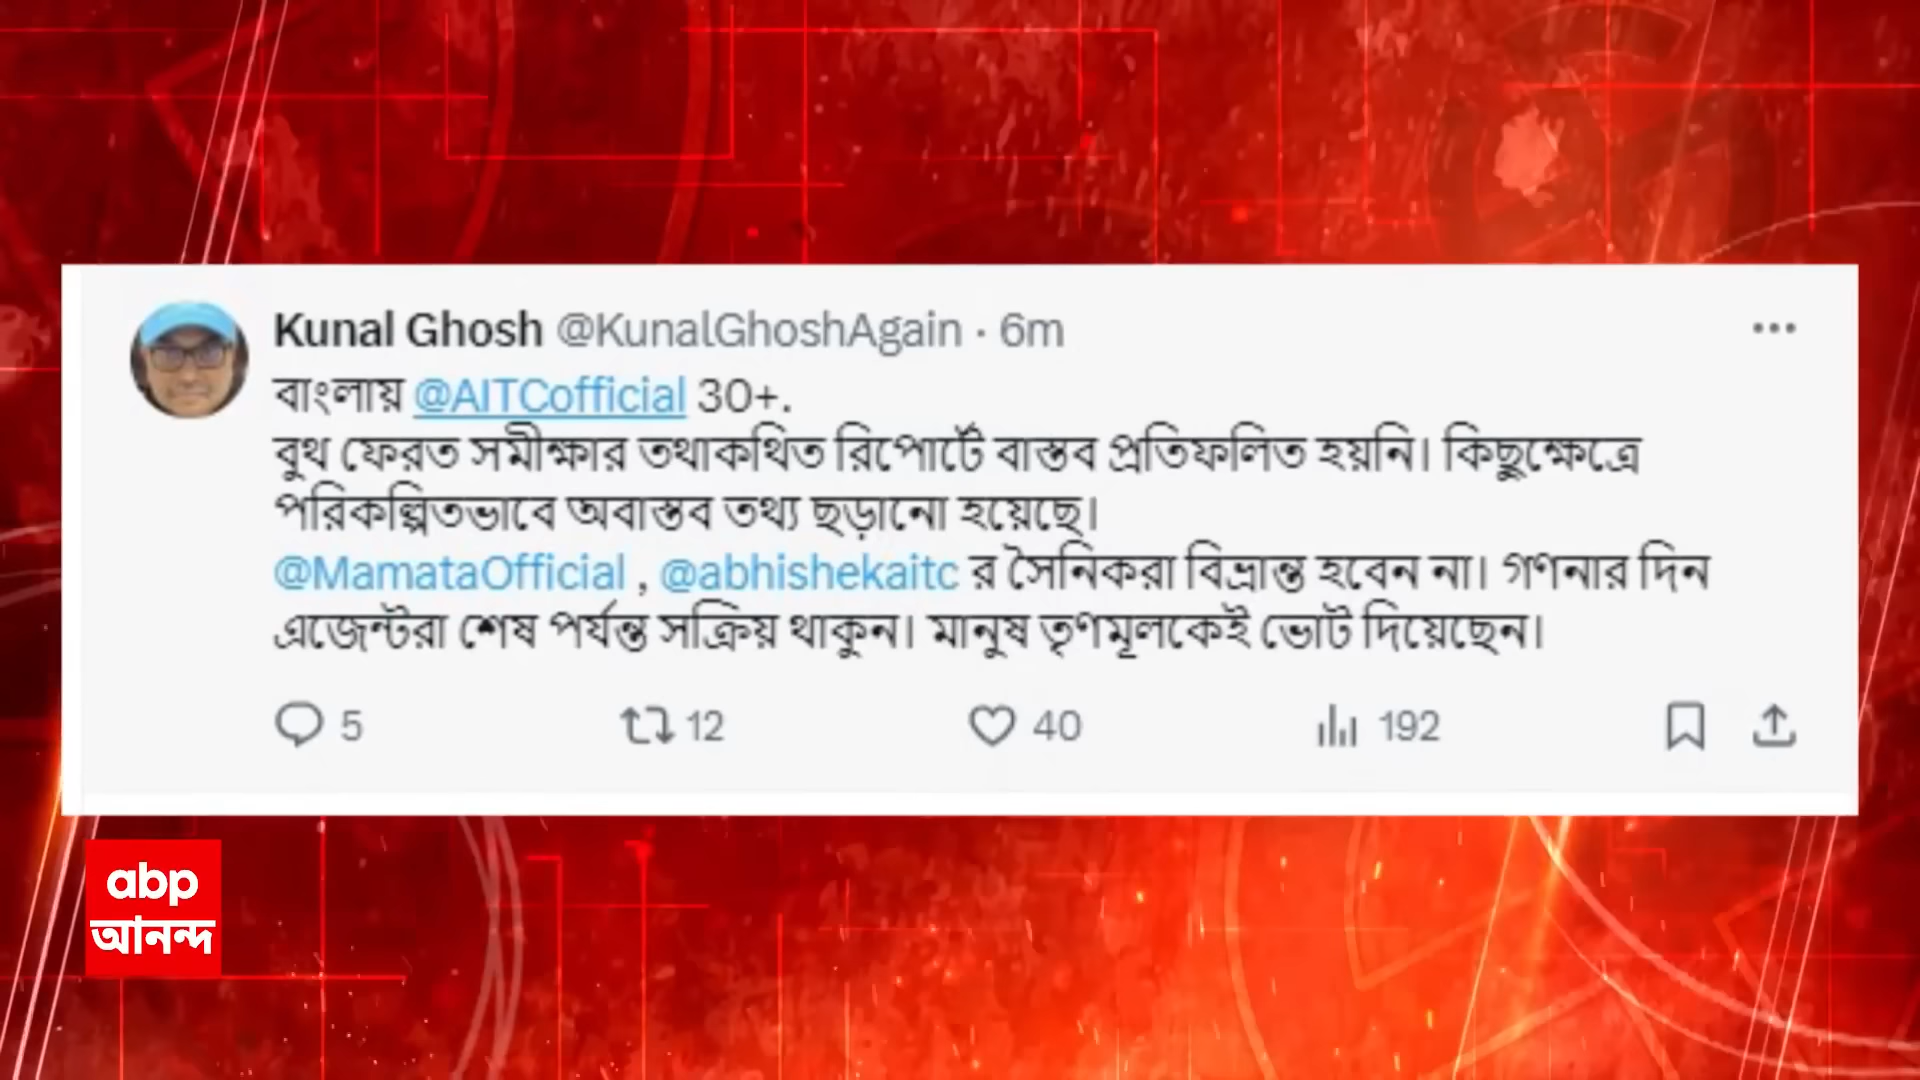 Kunal Ghosh @KunalGhoshAgain · 6m
বাংলায় @AITCofficial 30+.
বুথ ফেরত সমীক্ষার তথাকথিত রিপোর্টে বাস্তব প্রতিফলিত হয়নি। কিছুক্ষেত্রে
পরিকল্পিতভাবে অবাস্তব তথ্য ছড়ানো হয়েছে।
@MamataOfficial , @abhishekaitc র সৈনিকরা বিভ্রান্ত হবেন না। গণনার দিন
এজেন্টরা শেষ পর্যন্ত সক্রিয় থাকুন। মানুষ তৃণমূলকেই ভোট দিয়েছেন।
5 12 40 192
abp
আনন্দ